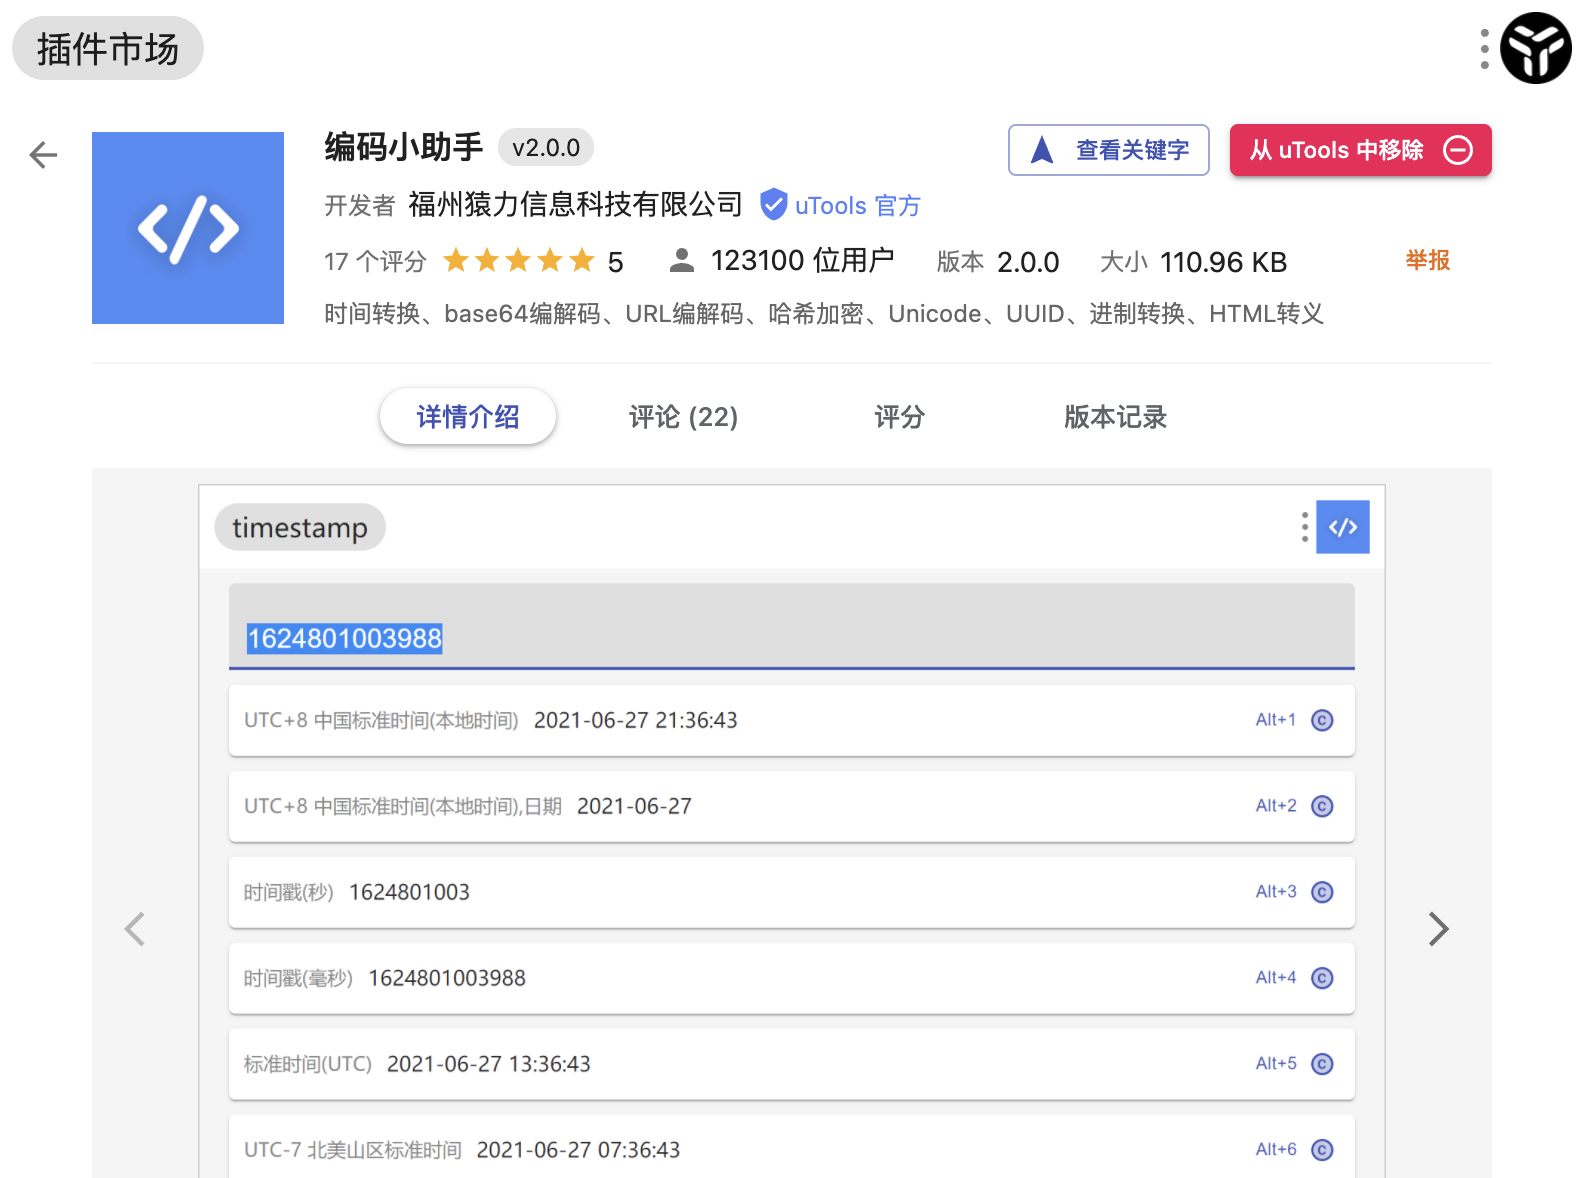 插件市场
编码小助手 v2.0.0
查看关键字
从 uTools 中移除
开发者 福州猿力信息科技有限公司 uTools 官方
17 个评分 5 123100 位用户 版本 2.0.0 大小 110.96 KB 举报
时间转换、base64编解码、URL编解码、哈希加密、Unicode、UUID、进制转换、HTML转义
详情介绍 评论 (22) 评分 版本记录
timestamp
1624801003988
UTC+8 中国标准时间(本地时间) 2021-06-27 21:36:43 Alt+1
UTC+8 中国标准时间(本地时间),日期 2021-06-27 Alt+2
时间戳(秒) 1624801003 Alt+3
时间戳(毫秒) 1624801003988 Alt+4
标准时间(UTC) 2021-06-27 13:36:43 Alt+5
UTC-7 北美山区标准时间 2021-06-27 07:36:43 Alt+6